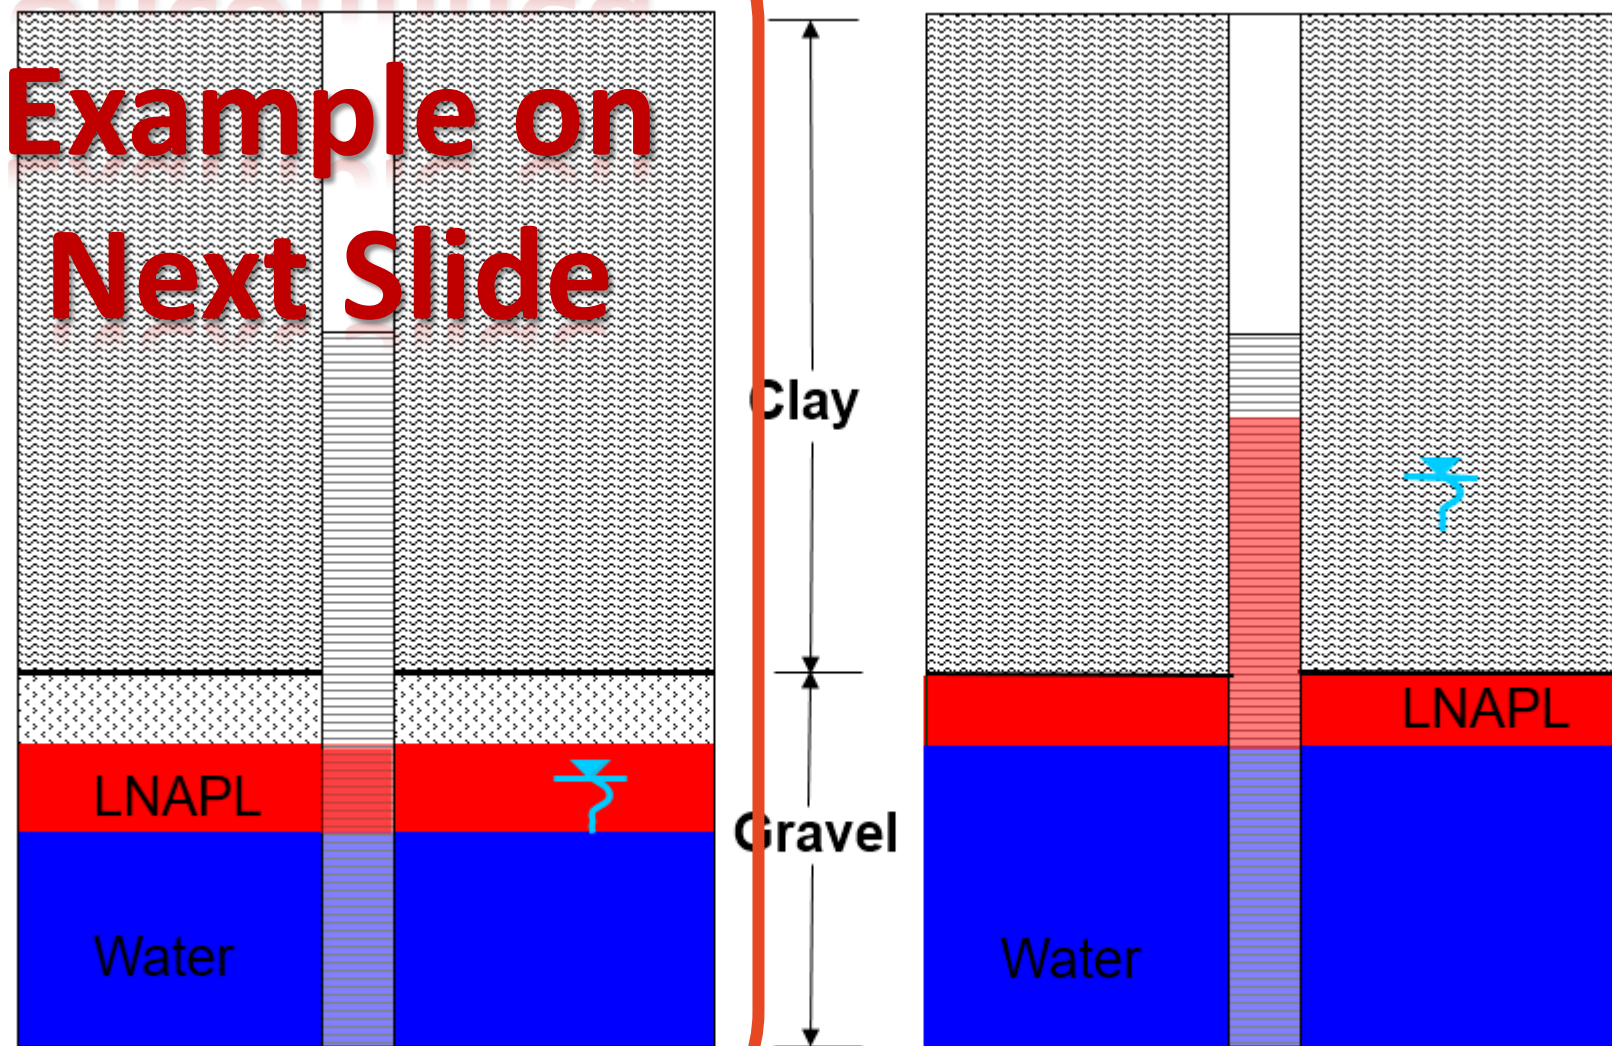 Example on
Next Slide
Clay
LNAPL
LNAPL
Gravel
Water
Water